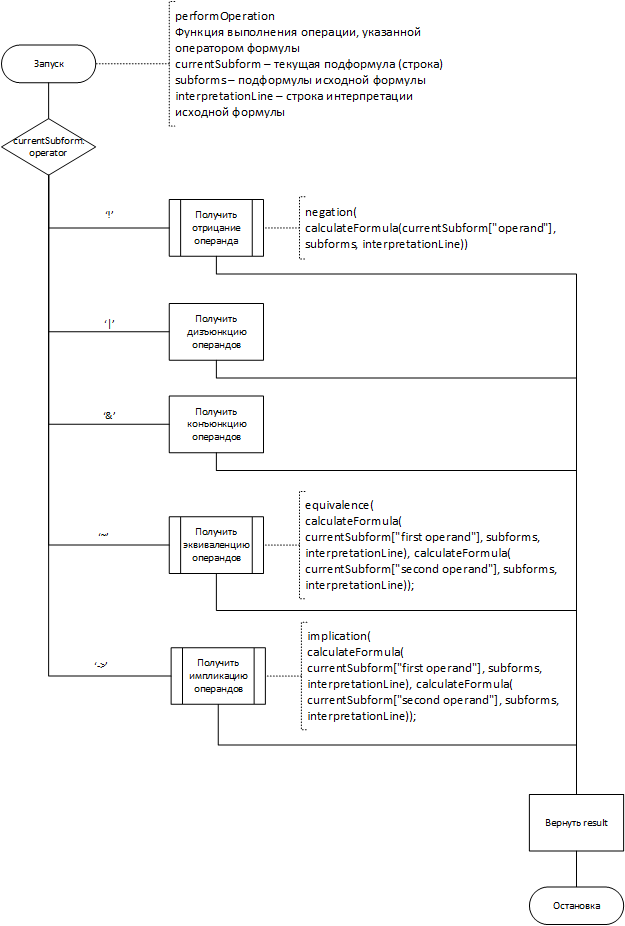 performOperation
Функция выполнения операции, указанной
оператором формулы
currentSubform – текущая подформула (строка)
subforms – подформулы исходной формулы
interpretationLine – строка интерпретации
исходной формулы
Запуск
currentSubform.
operator
‘!’
Получить
отрицание
операнда
negation(
calculateFormula(currentSubform["operand"],
subforms, interpretationLine))
‘|’
Получить
дизъюнкцию
операндов
‘&’
Получить
конъюнкцию
операндов
‘~’
Получить
эквиваленцию
операндов
equivalence(
calculateFormula(
currentSubform["first operand"], subforms,
interpretationLine), calculateFormula(
currentSubform["second operand"], subforms,
interpretationLine));
‘->’
Получить
импликацию
операндов
implication(
calculateFormula(
currentSubform["first operand"], subforms,
interpretationLine), calculateFormula(
currentSubform["second operand"], subforms,
interpretationLine));
Вернуть result
Остановка